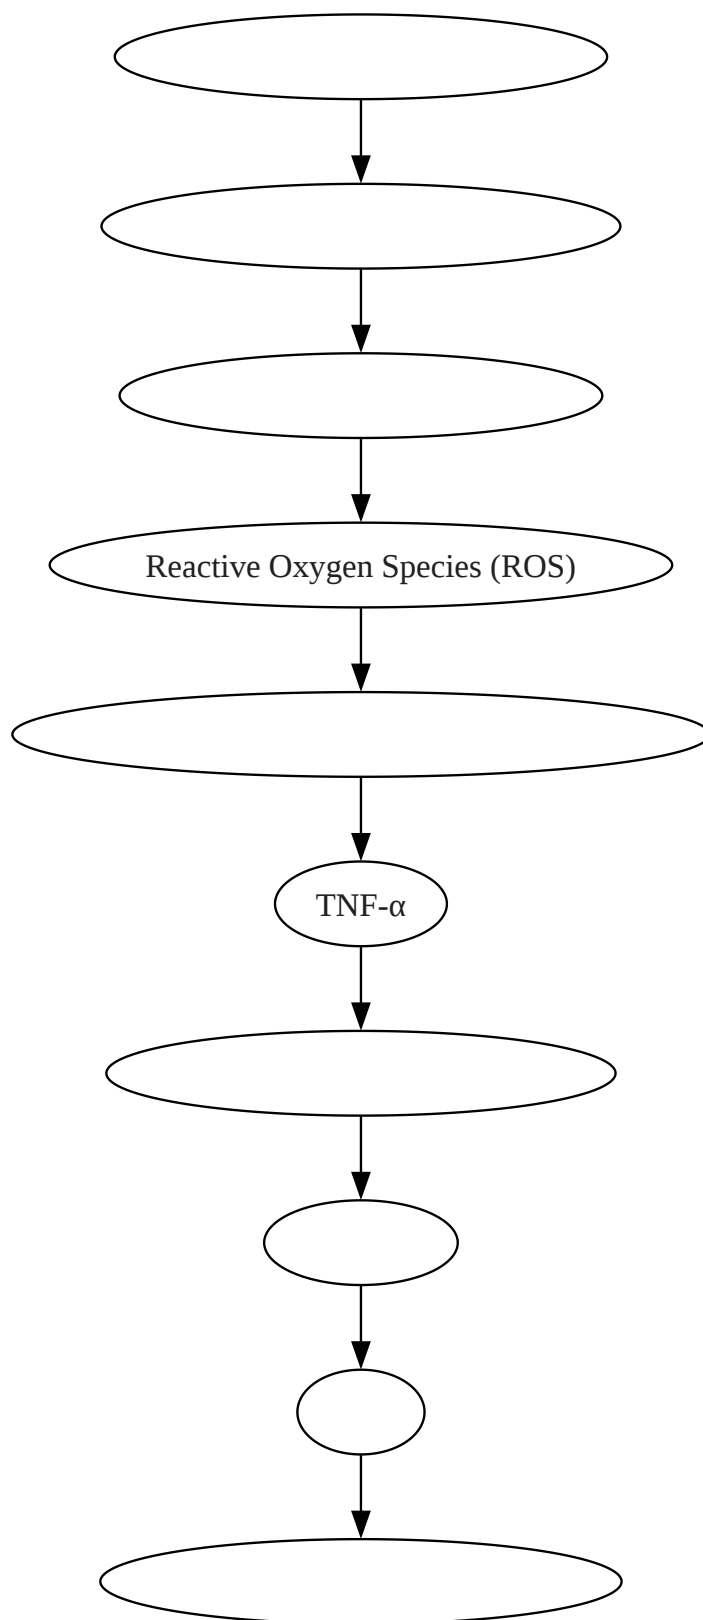 Reactive Oxygen Species (ROS)
TNF-α